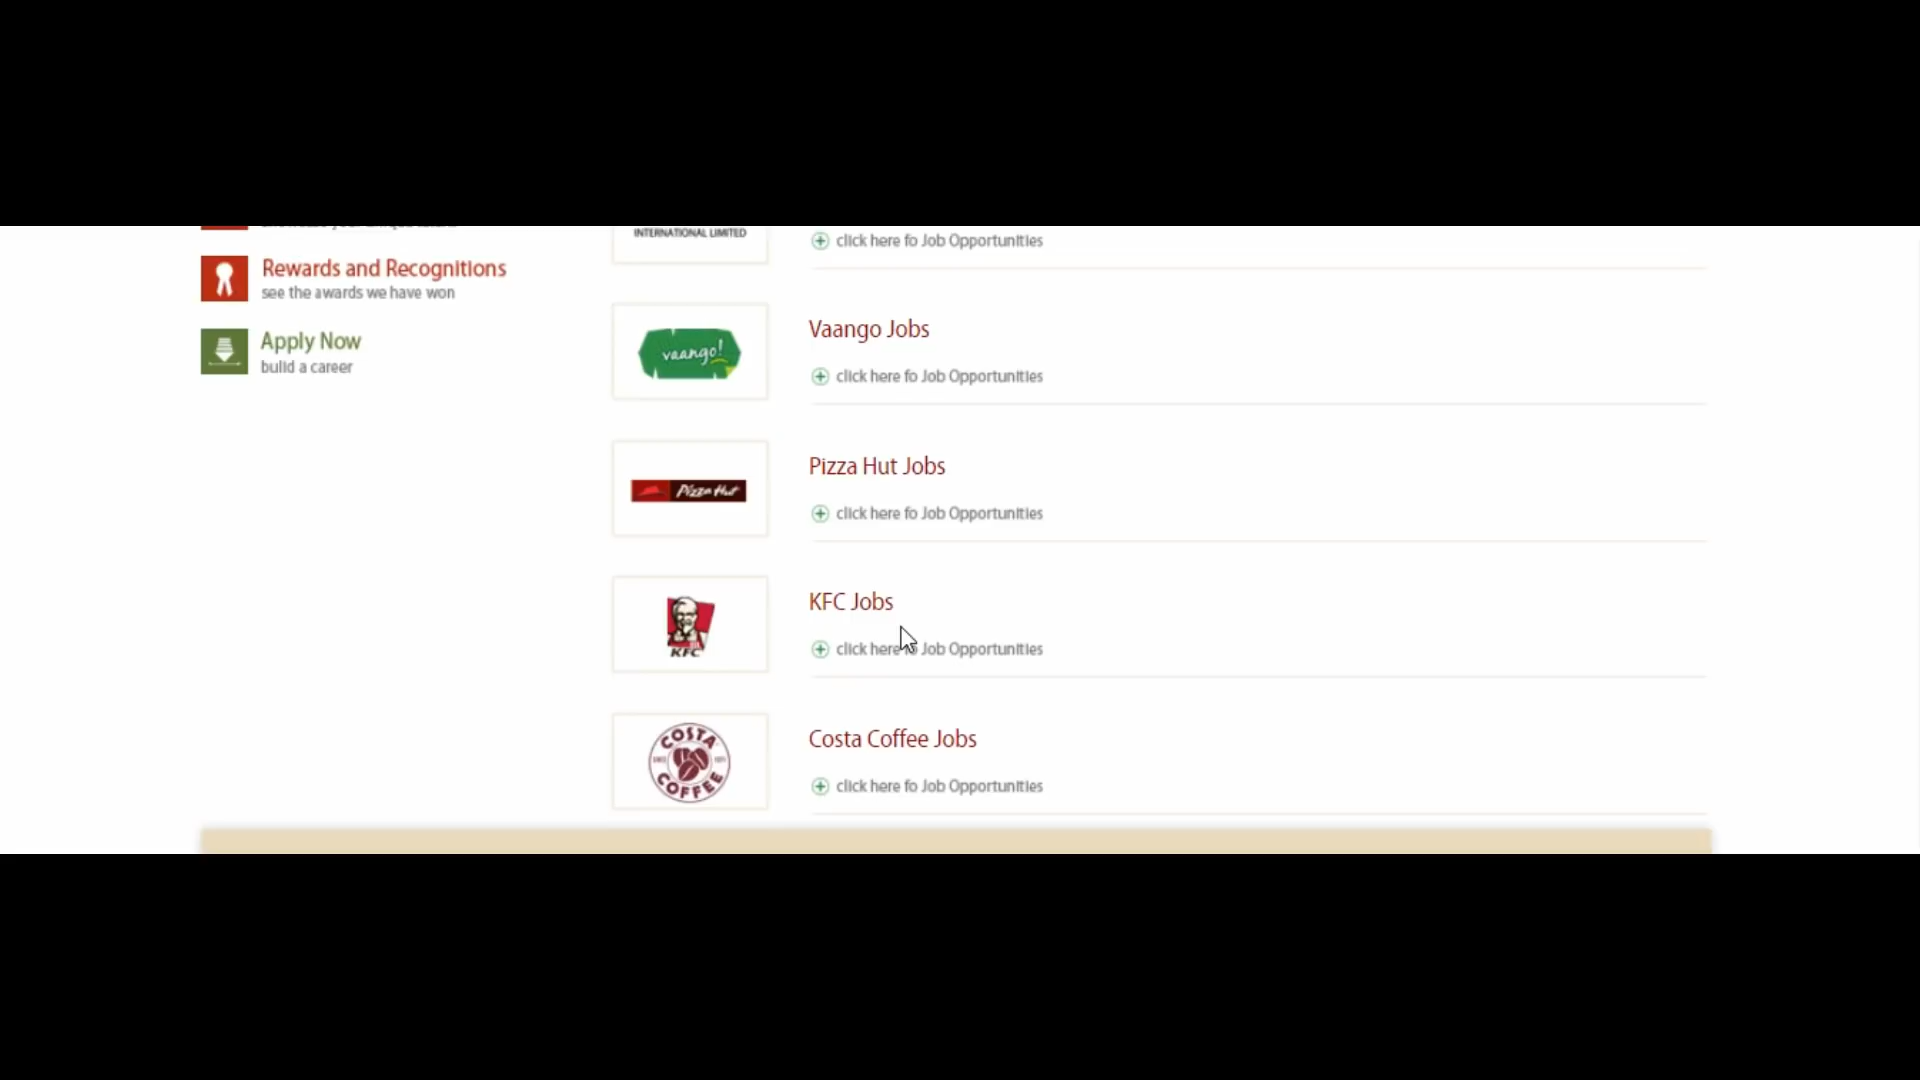 INTERNATIONAL LIMITED
click here fo Job Opportunities
Rewards and Recognitions
see the awards we have won
Apply Now
bulid a career
vaango!
Vaango Jobs
click here fo Job Opportunities
Pizza Hut
Pizza Hut Jobs
click here fo Job Opportunities
KFC
KFC Jobs
click here fo Job Opportunities
COSTA
COFFEE
Costa Coffee Jobs
click here fo Job Opportunities